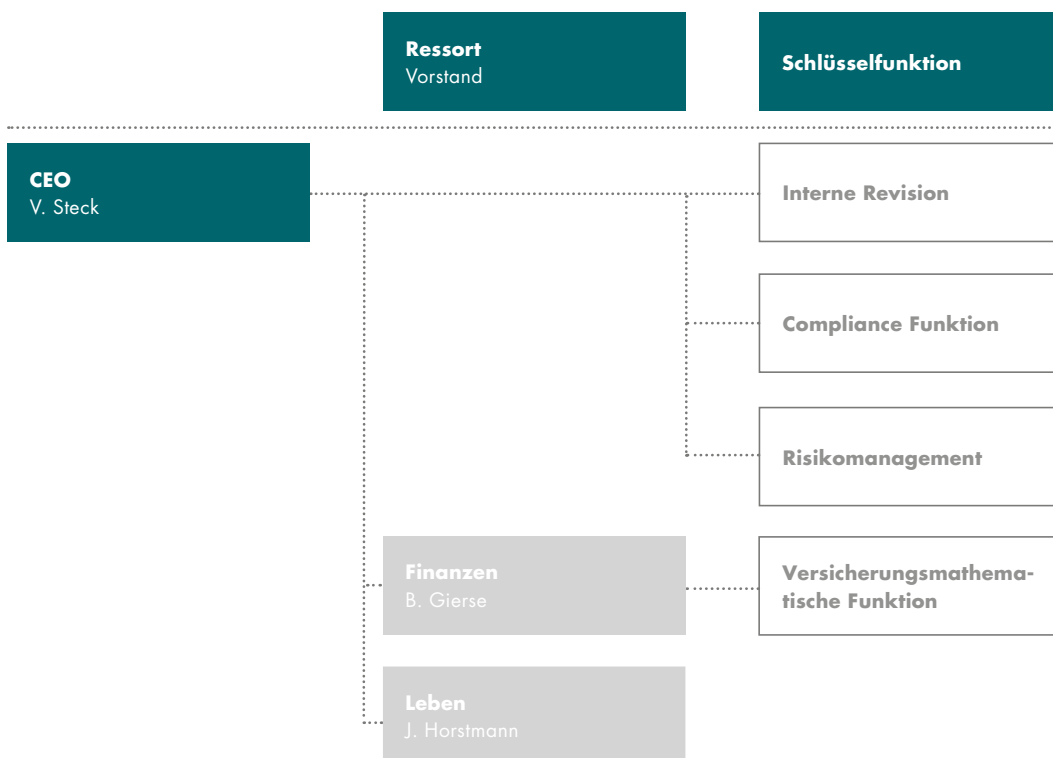 Ressort
Vorstand
Schlüsselfunktion
CEO
V. Steck
Interne Revision
Compliance Funktion
Risikomanagement
Finanzen
B. Gierse
Versicherungsmathema-
tische Funktion
Leben
J. Horstmann